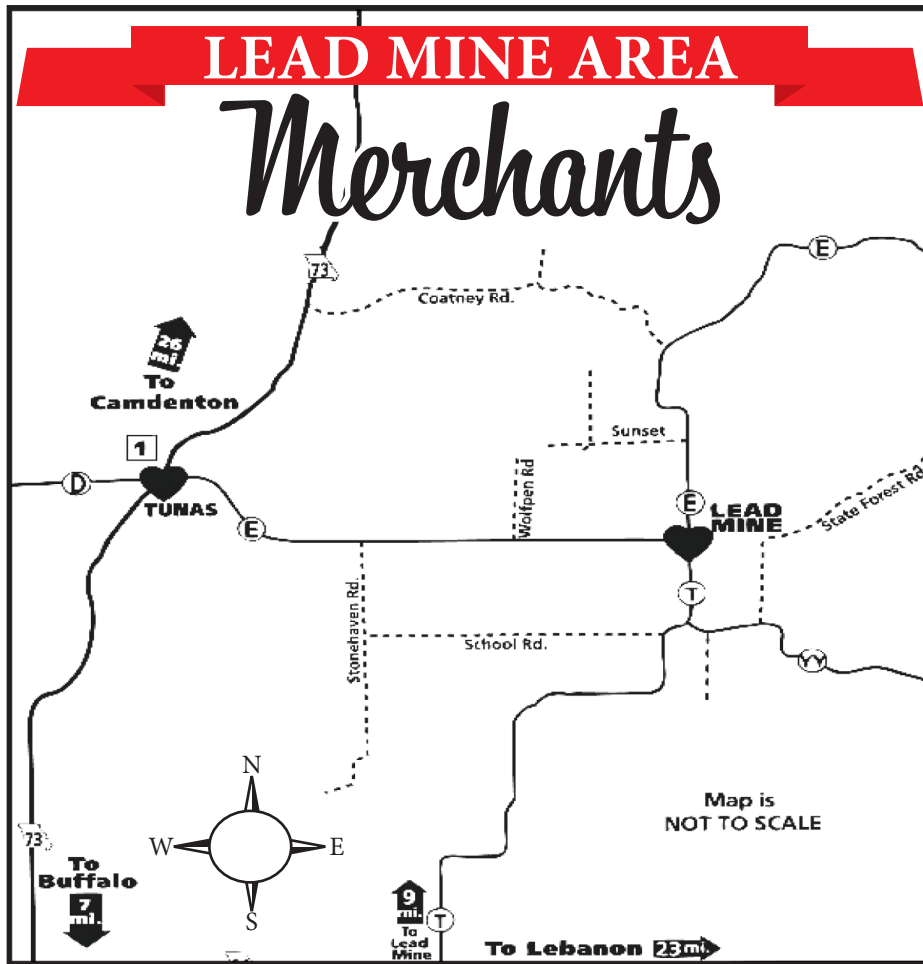 LEAD MINE AREA
Merchants
E
73
Coatney Rd.
26
mi.
To
Camdenton
Sunset
1
D
TUNAS
E
Wolfpen Rd
E
LEAD
MINE
State Forest Rd
Stonehaven Rd.
T
School Rd.
YY
N
W
E
S
Map is
NOT TO SCALE
73
To
Buffalo
7
mi.
9
mi.
To
Lead
Mine
T
To Lebanon 23 mi